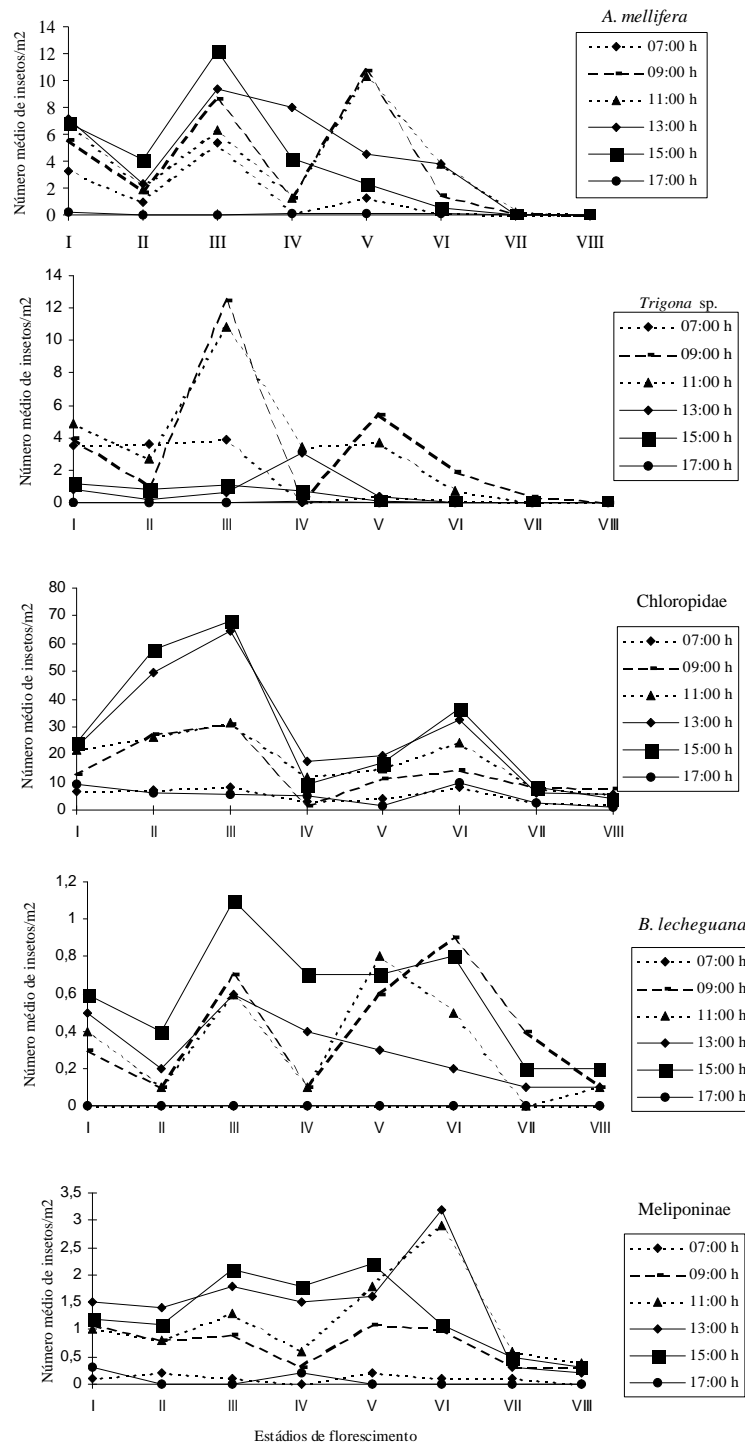 A. mellifera
Número médio de insetos/m2
14
12
10
8
6
4
2
0
I II III IV V VI VII VIII
07:00 h
09:00 h
11:00 h
13:00 h
15:00 h
17:00 h
Trigona sp.
Número médio de insetos/m2
14
12
10
8
6
4
2
0
I II III IV V VI VII VIII
07:00 h
09:00 h
11:00 h
13:00 h
15:00 h
17:00 h
Chloropidae
Número médio de insetos/m2
80
70
60
50
40
30
20
10
0
I II III IV V VI VII VIII
07:00 h
09:00 h
11:00 h
13:00 h
15:00 h
17:00 h
B. lecheguana
Número médio de insetos/m2
1,2
1
0,8
0,6
0,4
0,2
0
I II III IV V VI VII VIII
07:00 h
09:00 h
11:00 h
13:00 h
15:00 h
17:00 h
Meliponinae
Número médio de insetos/m2
3,5
3
2,5
2
1,5
1
0,5
0
I II III IV V VI VII VIII
07:00 h
09:00 h
11:00 h
13:00 h
15:00 h
17:00 h
Estádios de florescimento